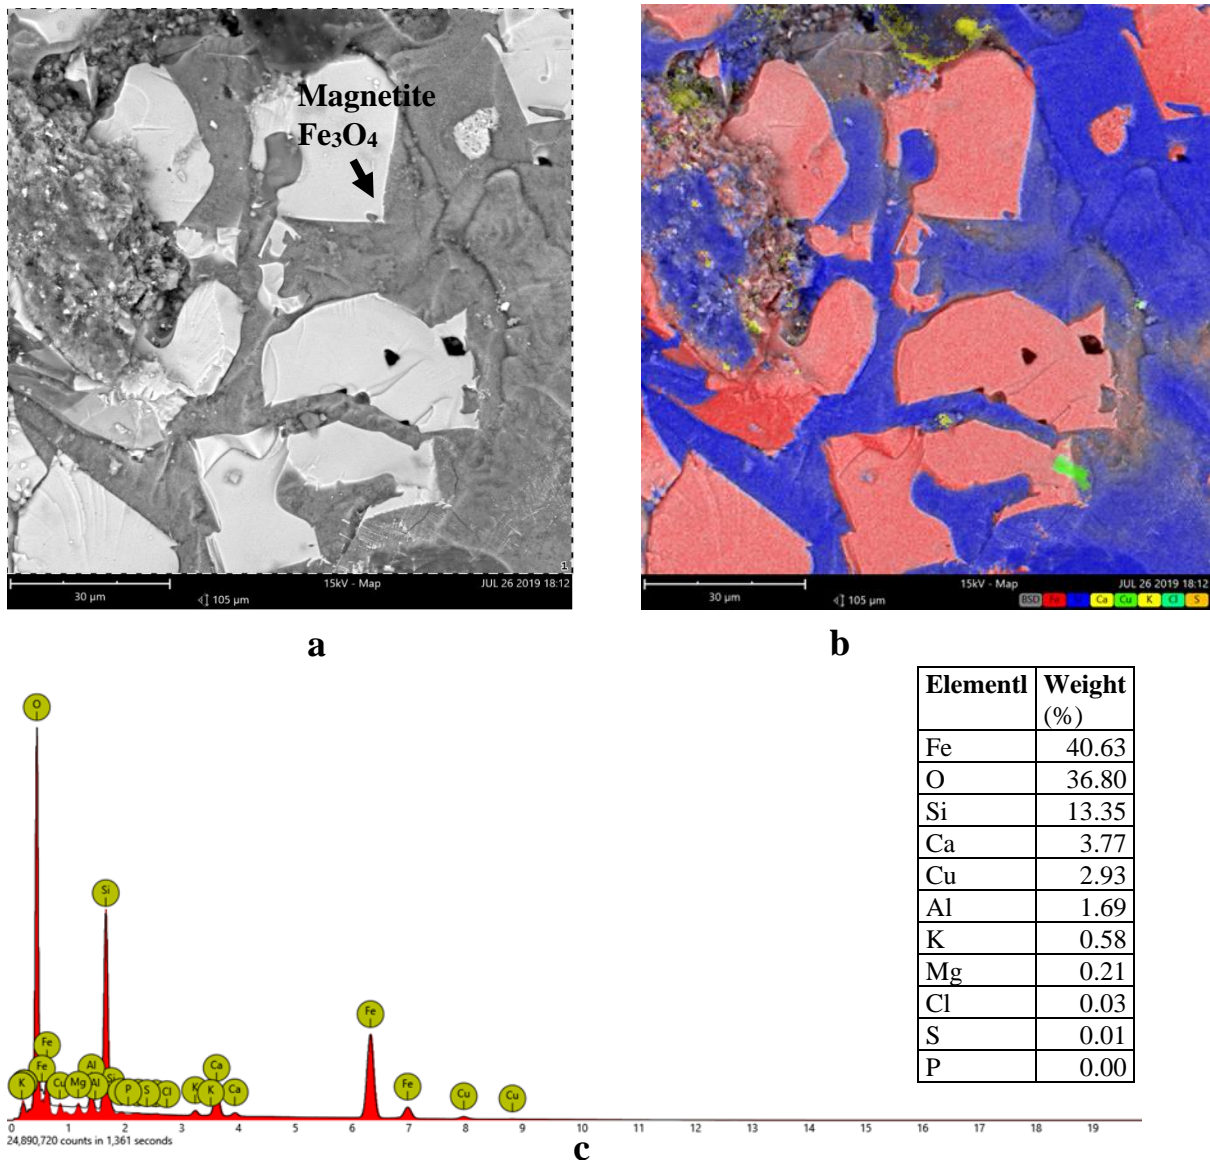 Magnetite
Fe₃O₄
1
15kV - Map
JUL 26 2019 18:12
30 µm
105 µm
15kV - Map
JUL 26 2019 18:12
30 µm
105 µm
BSD Fe Si Ca Cu K Cl S
a
b
Elementl Weight
(%)
Fe 40.63
O 36.80
Si 13.35
Ca 3.77
Cu 2.93
Al 1.69
K 0.58
Mg 0.21
Cl 0.03
S 0.01
P 0.00
O
Si
Fe
Fe
Fe
Al
Ca
Si
K
Cu
Mg
Al
P
S
Cl
K
K
Ca
Fe
Cu
Cu
0 1 2 3 4 5 6 7 8 9 10 11 12 13 14 15 16 17 18 19
24,890,720 counts in 1,361 seconds
c